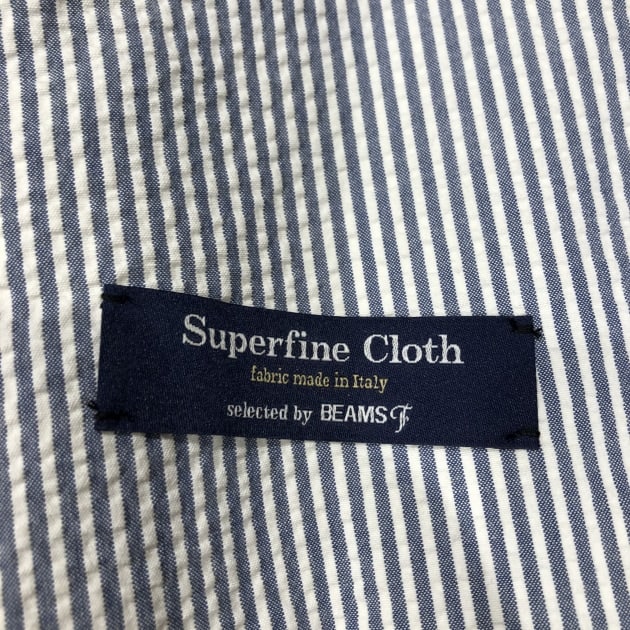 Superfine Cloth
fabric made in Italy
selected by BEAMS F